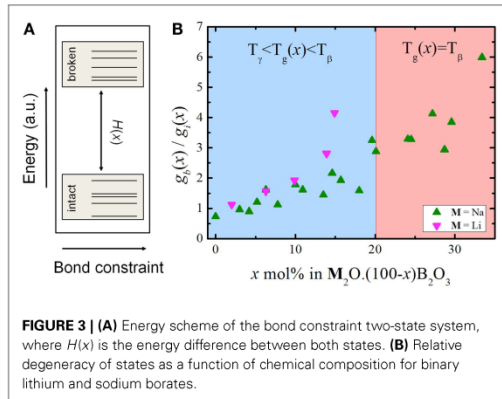 A
broken
Energy (a.u.)
H(x)
intact
Bond constraint
B
T_γ<T_g(x)<T_β
T_g(x)=T_β
g_b(x) / g_i(x)
7
6
5
4
3
2
1
0
0 10 20 30
M = Na
M = Li
x mol% in M₂O.(100-x)B₂O₃
FIGURE 3 | (A) Energy scheme of the bond constraint two-state system,
where H(x) is the energy difference between both states. (B) Relative
degeneracy of states as a function of chemical composition for binary
lithium and sodium borates.